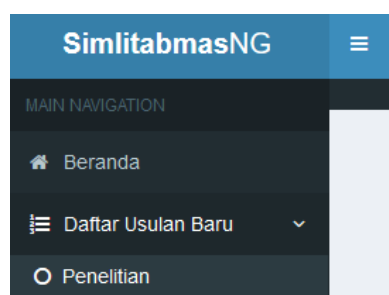 SimlitabmasNG
MAIN NAVIGATION
Beranda
Daftar Usulan Baru
Penelitian